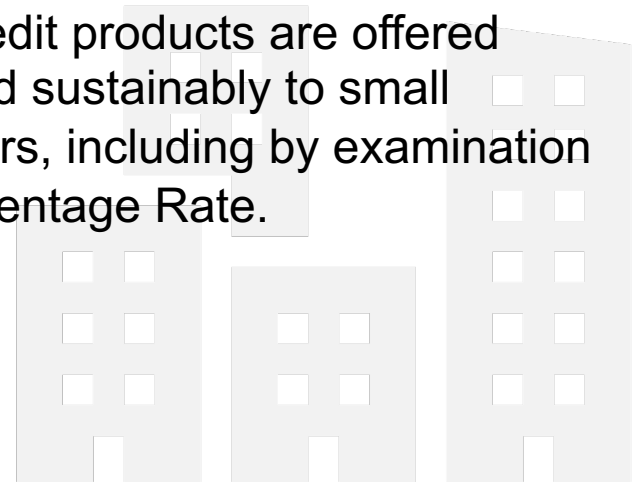 edit products are offered
d sustainably to small
rs, including by examination
entage Rate.